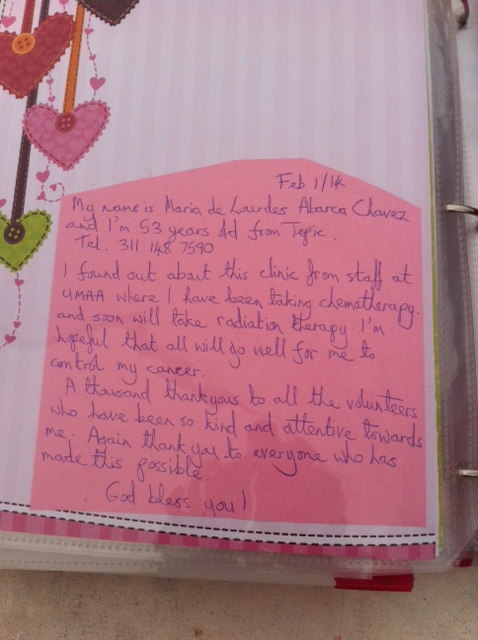 Feb 1/14
My name is Maria de Lourdes Abarca Chavez
and I'm 53 years old from Tepic.
Tel. 311 148 7590
I found out about this clinic from staff at
UMAA where I have been taking chemotherapy.
and soon will take radiation therapy. I'm
hopeful that all will go well for me to
control my cancer.
A thousand thankyous to all the volunteers
who have been so kind and attentive towards
me. Again thank you to everyone who has
made this possible.
God bless you!